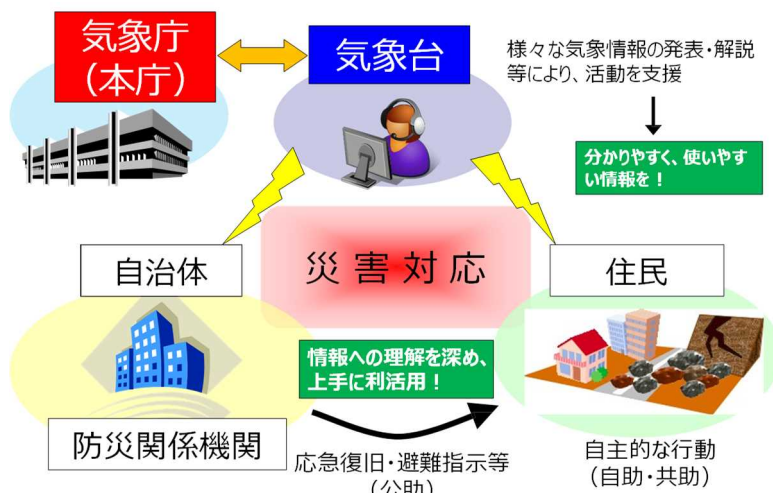 気象庁
（本庁）
気象台
様々な気象情報の発表・解説
等により、活動を支援
分かりやすく、使いやす
い情報を！
自治体
災害対応
住民
情報への理解を深め、
上手に利活用！
防災関係機関
応急復旧・避難指示等
（公助）
自主的な行動
（自助・共助）